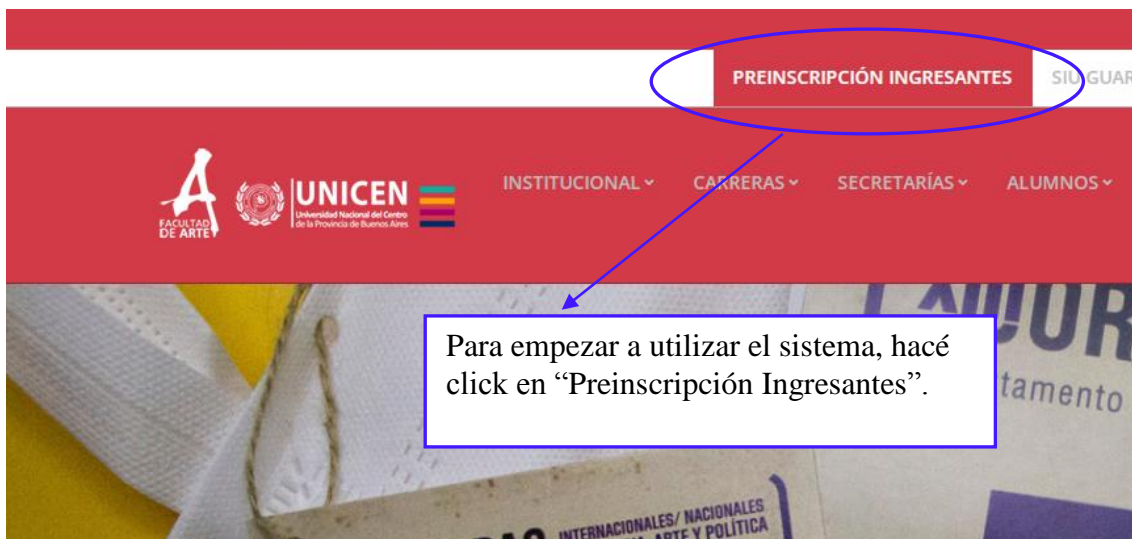 PREINSCRIPCIÓN INGRESANTES
FACULTAD
DE ARTE
UNICEN
Universidad Nacional del Centro
de la Provincia de Buenos Aires
INSTITUCIONAL
CARRERAS
SECRETARÍAS
ALUMNOS
Para empezar a utilizar el sistema, hacé
click en “Preinscripción Ingresantes”.
tamento
INTERNACIONALES/ NACIONALES
ARTE Y POLÍTICA